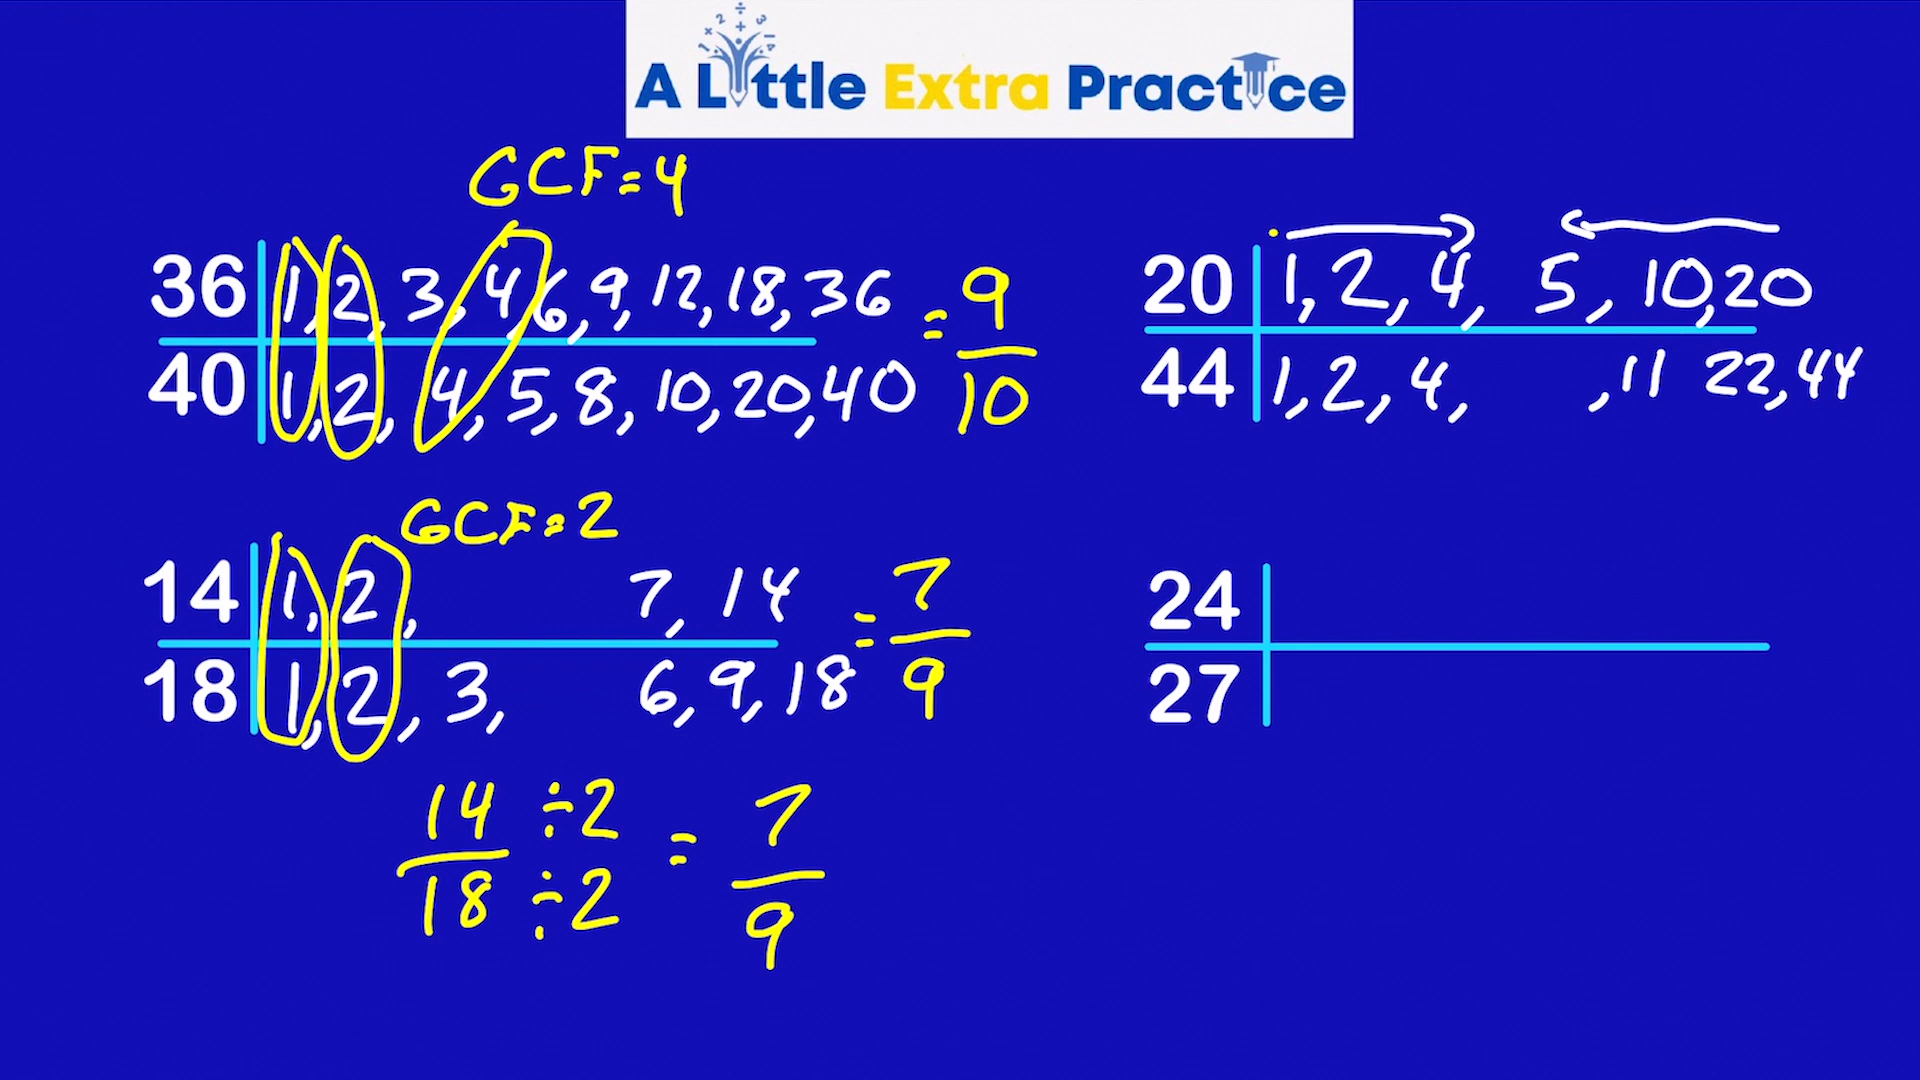 A Little Extra Practice
GCF=4
36 1, 2, 3, 4, 6, 9, 12, 18, 36
40 1, 2, 4, 5, 8, 10, 20, 40
= 9
10
20 1, 2, 4, 5, 10, 20
44 1, 2, 4, , 11 22, 44
GCF=2
14 1, 2, 7, 14
18 1, 2, 3, 6, 9, 18
= 7
9
24
27
14 ÷2 = 7
18 ÷2 9